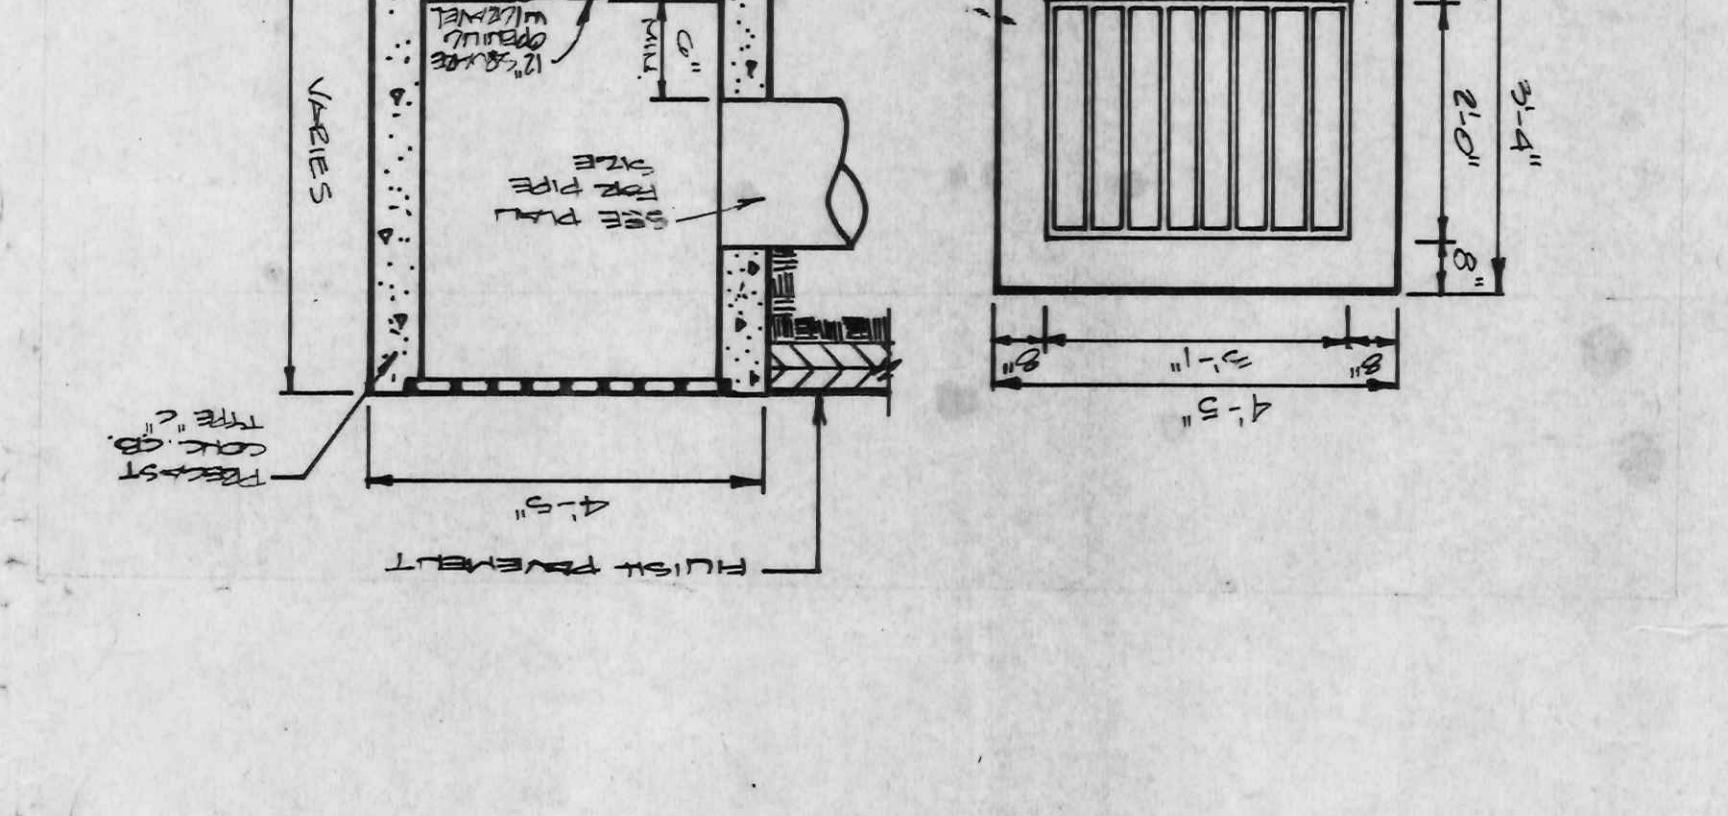 FINISH PAVEMENT
4'-5"
PRECAST
CONC. CB.
TYPE "C"
VARIES
SEE PLAN
FOR PIPE
SIZE
6"
MIN.
12" SQUARE
OPENING
W/GRAVEL
4'-5"
8"
3'-1"
8"
8"
2'-0"
3'-4"